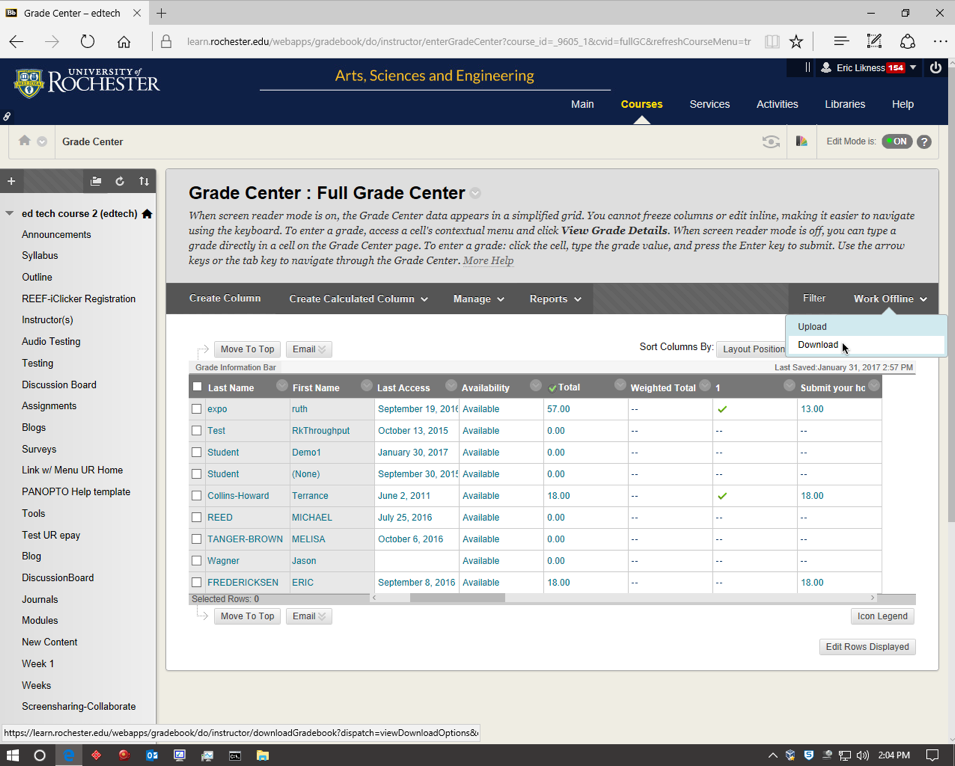 Grade Center – edtech
learn.rochester.edu/webapps/gradebook/do/instructor/enterGradeCenter?course_id=_9605_1&cvid=fullGC&refreshCourseMenu=tr
UNIVERSITY of ROCHESTER
Arts, Sciences and Engineering
Eric Likness 154
Main Courses Services Activities Libraries Help
Grade Center
Edit Mode is: ON ?
ed tech course 2 (edtech)
Announcements
Syllabus
Outline
REEF-iClicker Registration
Instructor(s)
Audio Testing
Testing
Discussion Board
Assignments
Blogs
Surveys
Link w/ Menu UR Home
PANOPTO Help template
Tools
Test UR epay
Blog
DiscussionBoard
Journals
Modules
New Content
Week 1
Weeks
Screensharing-Collaborate
Grade Center : Full Grade Center
When screen reader mode is on, the Grade Center data appears in a simplified grid. You cannot freeze columns or edit inline, making it easier to navigate
using the keyboard. To enter a grade, access a cell's contextual menu and click View Grade Details. When screen reader mode is off, you can type a
grade directly in a cell on the Grade Center page. To enter a grade: click the cell, type the grade value, and press the Enter key to submit. Use the arrow
keys or the tab key to navigate through the Grade Center. More Help
Create Column Create Calculated Column Manage Reports Filter Work Offline
Upload
Download
Move To Top Email Sort Columns By: Layout Position
Grade Information Bar Last Saved:January 31, 2017 2:57 PM
Last Name First Name Last Access Availability Total Weighted Total 1 Submit your hc
expo ruth September 19, 2016 Available 57.00 -- 13.00
Test RkThroughput October 13, 2015 Available 0.00 -- -- --
Student Demo1 January 30, 2017 Available 0.00 -- -- --
Student (None) September 30, 2015 Available 0.00 -- -- --
Collins-Howard Terrance June 2, 2011 Available 18.00 -- 18.00
REED MICHAEL July 25, 2016 Available 0.00 -- -- --
TANGER-BROWN MELISA October 6, 2016 Available 0.00 -- -- --
Wagner Jason Available 0.00 -- -- --
FREDERICKSEN ERIC September 8, 2016 Available 18.00 -- -- 18.00
Selected Rows: 0
Move To Top Email Icon Legend
Edit Rows Displayed
https://learn.rochester.edu/webapps/gradebook/do/instructor/downloadGradebook?dispatch=viewDownloadOptions&
2:04 PM